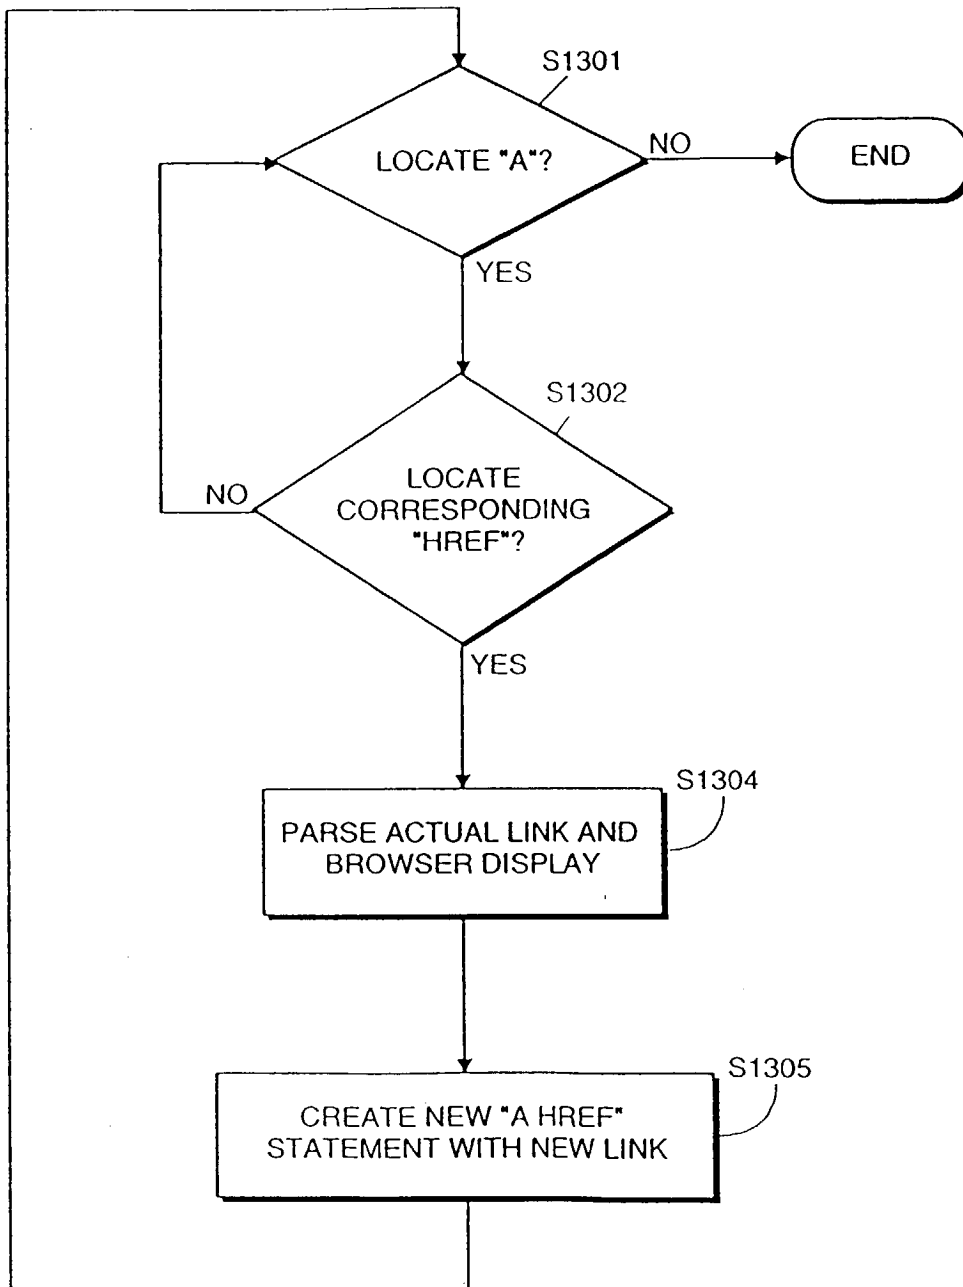 S1301
LOCATE "A"?
NO
END
YES
S1302
LOCATE
CORRESPONDING
"HREF"?
NO
YES
S1304
PARSE ACTUAL LINK AND
BROWSER DISPLAY
S1305
CREATE NEW "A HREF"
STATEMENT WITH NEW LINK